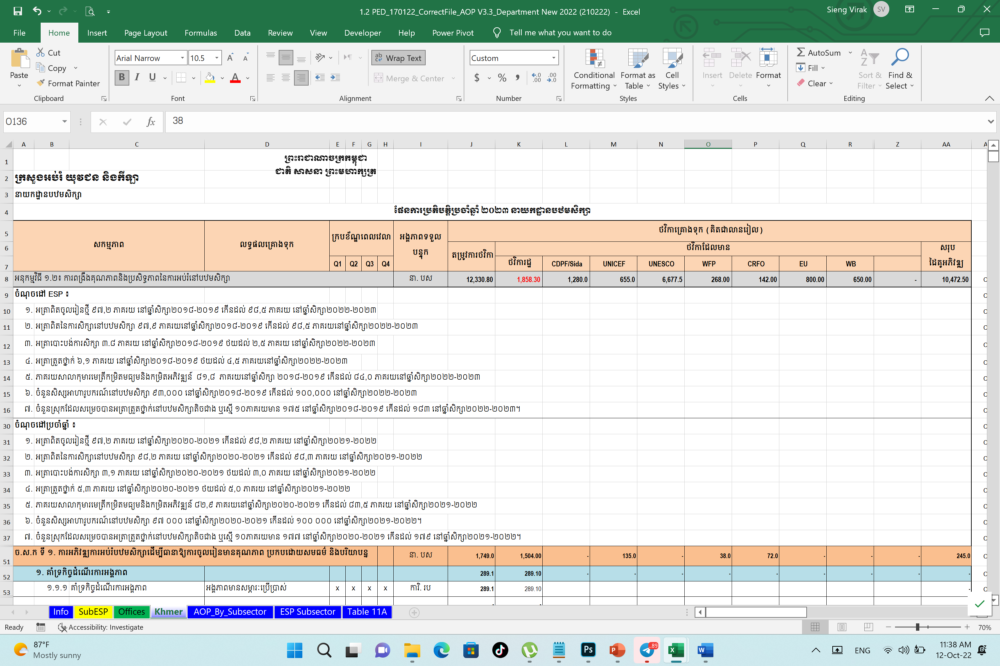 1.2 PED_170122_CorrectFile_AOP V3.3_Department New 2022 (210222) - Excel
Sieng Virak SV
File Home Insert Page Layout Formulas Data Review View Developer Help Power Pivot Tell me what you want to do
Paste Cut Copy Format Painter
Arial Narrow 10.5
Wrap Text Merge & Center
Custom
Conditional Formatting Format as Table Cell Styles
Insert Delete Format
AutoSum Fill Clear Sort & Filter Find & Select
Clipboard Font Alignment Number Styles Cells Editing
O136 fx 38
A B C D E F G H I J K L M N O P Q R Z AA
1 ព្រះរាជាណាចក្រកម្ពុជា
ជាតិ សាសនា ព្រះមហាក្សត្រ
2 ក្រសួងអប់រំ យុវជន និងកីឡា
3 នាយកដ្ឋានបឋមសិក្សា
4 ផែនការប្រតិបត្តិប្រចាំឆ្នាំ ២០២៣ នាយកដ្ឋានបឋមសិក្សា
5 សកម្មភាព លទ្ធផលគ្រោងទុក ក្របខ័ណ្ឌពេលវេលា អង្គភាពទទួលបន្ទុក ថវិកាគ្រោងទុក (គិតជាលានរៀល)
6 តម្រូវការថវិកា ថវិកាដែលមាន សរុប
7 Q1 Q2 Q3 Q4 ថវិការដ្ឋ CDPF/Sida UNICEF UNESCO WFP CRFO EU WB ដៃគូអភិវឌ្ឍ
8 អនុកម្មវិធី ១.២៖ ការពង្រឹងគុណភាពនិងប្រសិទ្ធភាពនៃការអប់រំនៅបឋមសិក្សា នា. បស 12,330.80 1,858.30 1,280.0 655.0 6,677.5 268.00 142.00 800.00 650.00 - 10,472.50
9 ចំណុចដៅ ESP ៖
10 ១. អត្រាពិតចូលរៀនថ្មី ៩៧,២ ភាគរយ នៅឆ្នាំសិក្សា២០១៨-២០១៩ កើនដល់ ៩៨,៥ ភាគរយ នៅឆ្នាំសិក្សា២០២២-២០២៣
11 ២. អត្រាពិតនៃការសិក្សានៅបឋមសិក្សា ៩៧,៩ ភាគរយនៅឆ្នាំសិក្សា២០១៨-២០១៩ កើនដល់ ៩៨,៥ ភាគរយនៅឆ្នាំសិក្សា២០២២-២០២៣
12 ៣. អត្រាបោះបង់ការសិក្សា ៣.៨ ភាគរយ នៅឆ្នាំសិក្សា២០១៨-២០១៩ ថយដល់ ២,៥ ភាគរយ នៅឆ្នាំសិក្សា២០២២-២០២៣
13 ៤. អត្រាត្រួតថ្នាក់ ៦,១ ភាគរយ នៅឆ្នាំសិក្សា២០១៨-២០១៩ ថយដល់ ៤,៥ ភាគរយនៅឆ្នាំសិក្សា២០២២-២០២៣
14 ៥. ភាគរយសាលាកុមារមេត្រីកម្រិតមធ្យមនិងកម្រិតអភិវឌ្ឍន៍ ៨១,៨ ភាគរយនៅឆ្នាំសិក្សា ២០១៨-២០១៩ កើនដល់ ៨៤,០ ភាគរយនៅឆ្នាំសិក្សា២០២២-២០២៣
15 ៦. ចំនួនសិស្សអាហារូបករណ៍នៅបឋមសិក្សា ៩៣,០០០ នៅឆ្នាំសិក្សា២០១៨-២០១៩ កើនដល់ ១០០,០០០ នៅឆ្នាំសិក្សា២០២២-២០២៣
16 ៧. ចំនួនស្រុកដែលសម្រេចបានអត្រាត្រួតថ្នាក់នៅបឋមសិក្សាតិចជាង ឬស្មើ ១០ភាគរយមាន ១៧៥ នៅឆ្នាំសិក្សា២០១៨-២០១៩ កើនដល់ ១៨៣ នៅឆ្នាំសិក្សា២០២២-២០២៣។
30 ចំណុចដៅប្រចាំឆ្នាំ ៖
31 ១. អត្រាពិតចូលរៀនថ្មី ៩៧,២ ភាគរយ នៅឆ្នាំសិក្សា២០២០-២០២១ កើនដល់ ៩៨,២ ភាគរយ នៅឆ្នាំសិក្សា២០២១-២០២២
32 ២. អត្រាពិតនៃការសិក្សានៅបឋមសិក្សា ៩៨,២ ភាគរយ នៅឆ្នាំសិក្សា២០២០-២០២១ កើនដល់ ៩៨,៣ ភាគរយ នៅឆ្នាំសិក្សា២០២១-២០២២
33 ៣. អត្រាបោះបង់ការសិក្សា ៣,១ ភាគរយ នៅឆ្នាំសិក្សា២០២០-២០២១ ថយដល់ ៣,០ ភាគរយ នៅឆ្នាំសិក្សា២០២១-២០២២
34 ៤. អត្រាត្រួតថ្នាក់ ៥,៣ ភាគរយ នៅឆ្នាំសិក្សា២០២០-២០២១ ថយដល់ ៥,០ ភាគរយ នៅឆ្នាំសិក្សា២០២១-២០២២
35 ៥. ភាគរយសាលាកុមារមេត្រីកម្រិតមធ្យមនិងកម្រិតអភិវឌ្ឍន៍ ៨២,៩ ភាគរយនៅឆ្នាំសិក្សា២០២០-២០២១ កើនដល់ ៨៣,៥ ភាគរយ នៅឆ្នាំសិក្សា២០២១-២០២២
36 ៦. ចំនួនសិស្សអាហារូបករណ៍នៅបឋមសិក្សា ៩៧ ០០០ នៅឆ្នាំសិក្សា២០២០-២០២១ កើនដល់ ១០០ ០០០ នៅឆ្នាំសិក្សា២០២១-២០២២។
37 ៧. ចំនួនស្រុកដែលសម្រេចបានអត្រាត្រួតថ្នាក់នៅបឋមសិក្សាតិចជាង ឬស្មើ ១០ភាគរយមាន ១៧៧ នៅឆ្នាំសិក្សា២០២០-២០២១ កើនដល់ ១៧៩ នៅឆ្នាំសិក្សា២០២១-២០២២។
51 ច.ស.ក ទី ១. ការអភិវឌ្ឍការអប់រំបឋមសិក្សាដើម្បីធានាឱ្យការចូលរៀនមានគុណភាព ប្រកបដោយសមធម៌ និងបរិយាបន្ន នា. បស 1,749.0 1,504.00 - 135.0 - 38.0 72.0 - - - 245.0
52 ១. គាំទ្រកិច្ចដំណើរការអង្គភាព 289.1 289.10 - - - - - - - - -
53 ១.១.១ គាំទ្រកិច្ចដំណើរការអង្គភាព អង្គភាពមានសម្ភារៈប្រើប្រាស់ x x x x ការិ. រប 289.1 289.10 -
Info SubESP Offices Khmer AOP_By_Subsector ESP Subsector Table 11A
Ready Accessibility: Investigate 70%
87°F
Mostly sunny
..89
ENG
11:38 AM
12-Oct-22